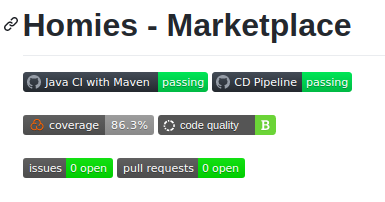 Homies - Marketplace
Java CI with Maven passing CD Pipeline passing
coverage 86.3% code quality B
issues 0 open pull requests 0 open